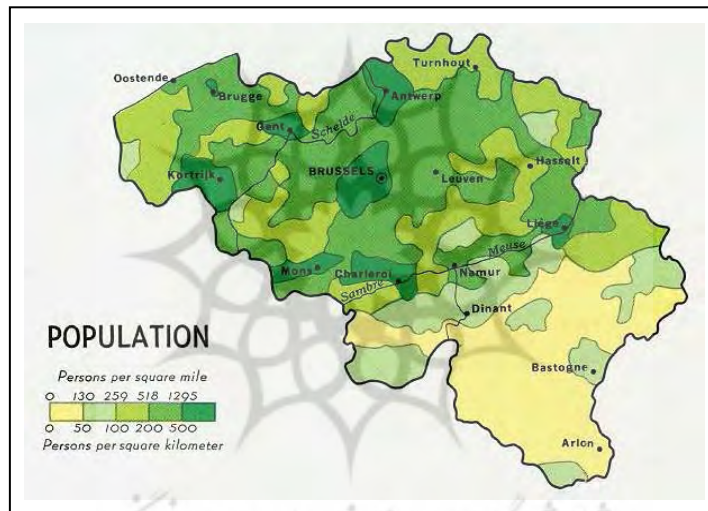 Turnhout
Oostende
Brugge
Antwerp
Gent
Schelde
Kortrijk
BRUSSELS
Leuven
Hasselt
Liège
Meuse
Mons
Charleroi
Namur
Sambre
Dinant
POPULATION
Persons per square mile
0 130 259 518 1295
0 50 100 200 500
Persons per square kilometer
Bastogne
Arlon